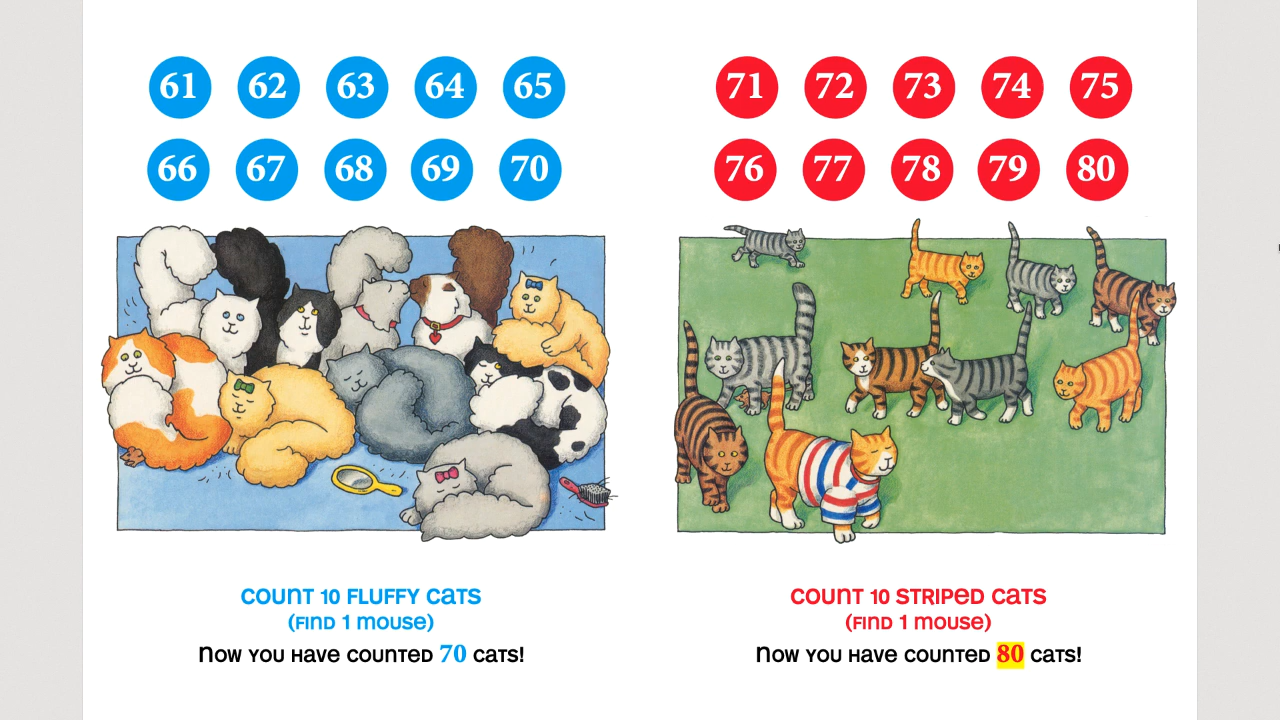 61 62 63 64 65
66 67 68 69 70
COUNT 10 FLUFFY CATS
(FIND 1 MOUSE)
NOW YOU HAVE COUNTED 70 CATS!
71 72 73 74 75
76 77 78 79 80
COUNT 10 STRIPED CATS
(FIND 1 MOUSE)
NOW YOU HAVE COUNTED 80 CATS!